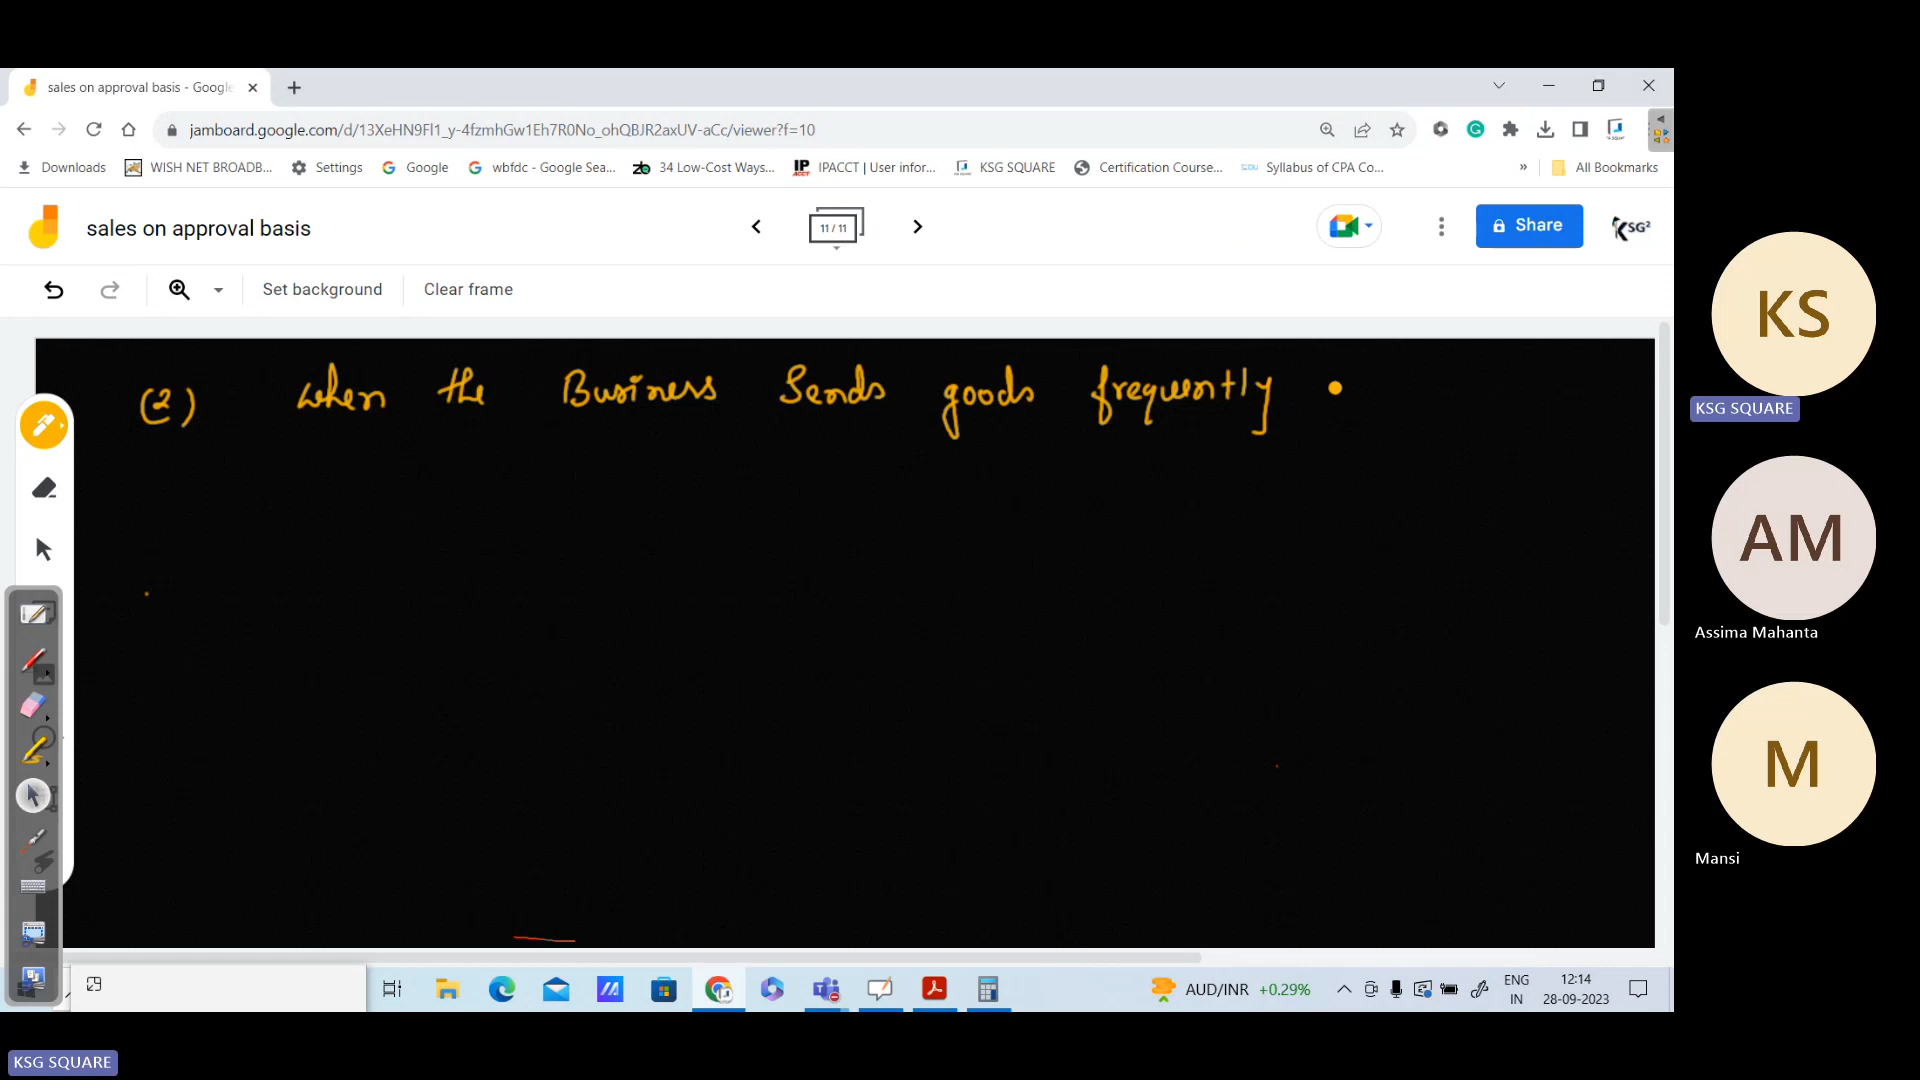 sales on approval basis - Google
jamboard.google.com/d/13XeHN9Fl1_y-4fzmhGw1Eh7R0No_ohQBJR2axUV-aCc/viewer?f=10
Downloads WISH NET BROADB... Settings Google wbfdc - Google Sea... 34 Low-Cost Ways... IPACCT | User infor... KSG SQUARE Certification Course... Syllabus of CPA Co... » All Bookmarks
sales on approval basis 11 / 11 Share KSG²
Set background Clear frame
(2) when the Business Sends goods frequently •
KS
KSG SQUARE
AM
Assima Mahanta
M
Mansi
AUD/INR +0.29% ENG 12:14
IN 28-09-2023
KSG SQUARE